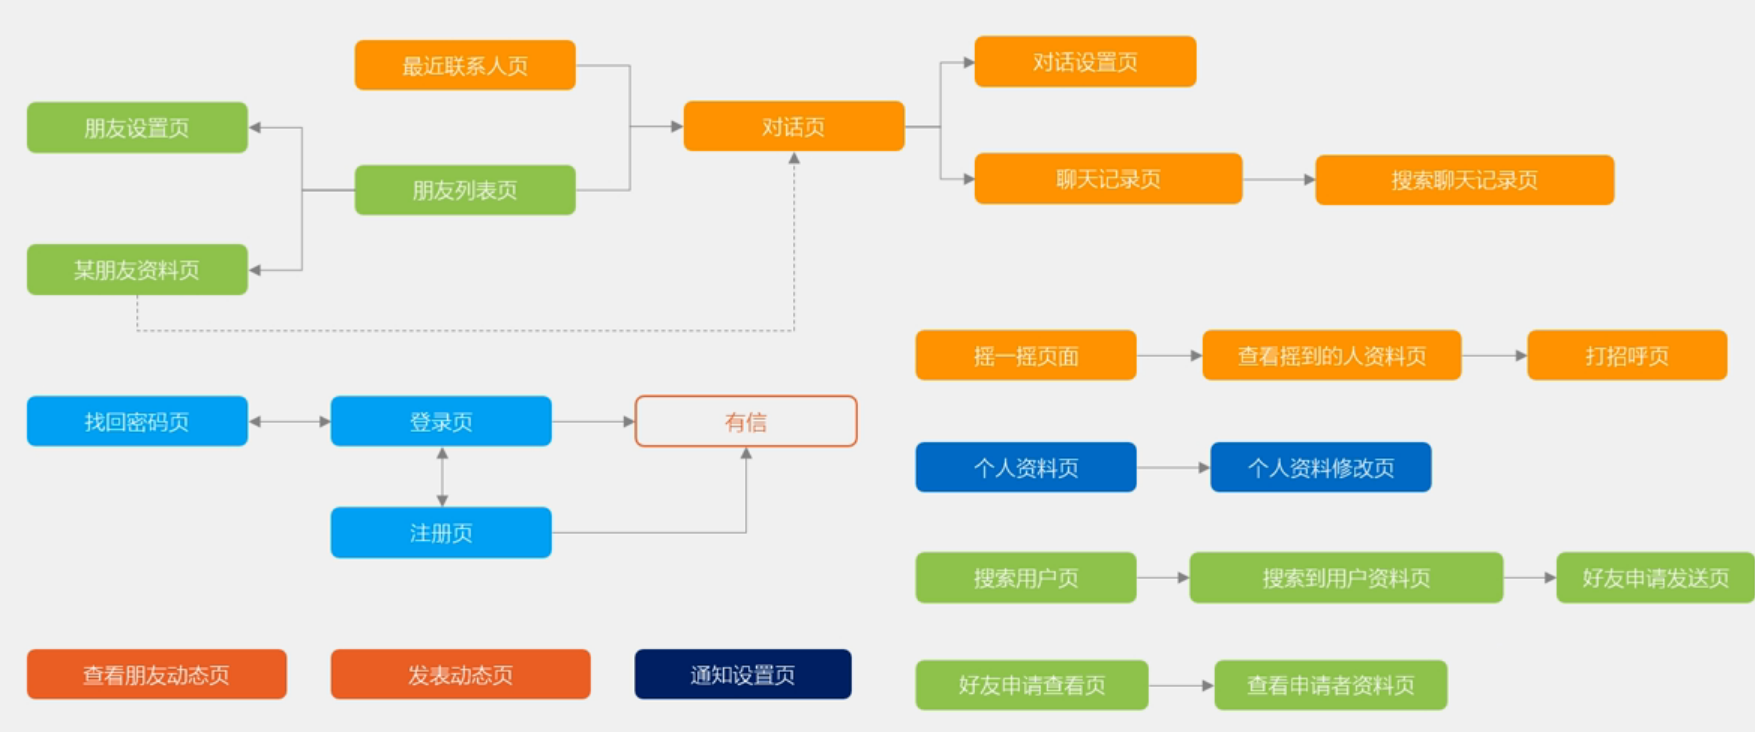 最近联系人页
对话设置页
朋友设置页
对话页
朋友列表页
聊天记录页
搜索聊天记录页
某朋友资料页
摇一摇页面
查看摇到的人资料页
打招呼页
找回密码页
登录页
有信
个人资料页
个人资料修改页
注册页
搜索用户页
搜索到用户资料页
好友申请发送页
查看朋友动态页
发表动态页
通知设置页
好友申请查看页
查看申请者资料页